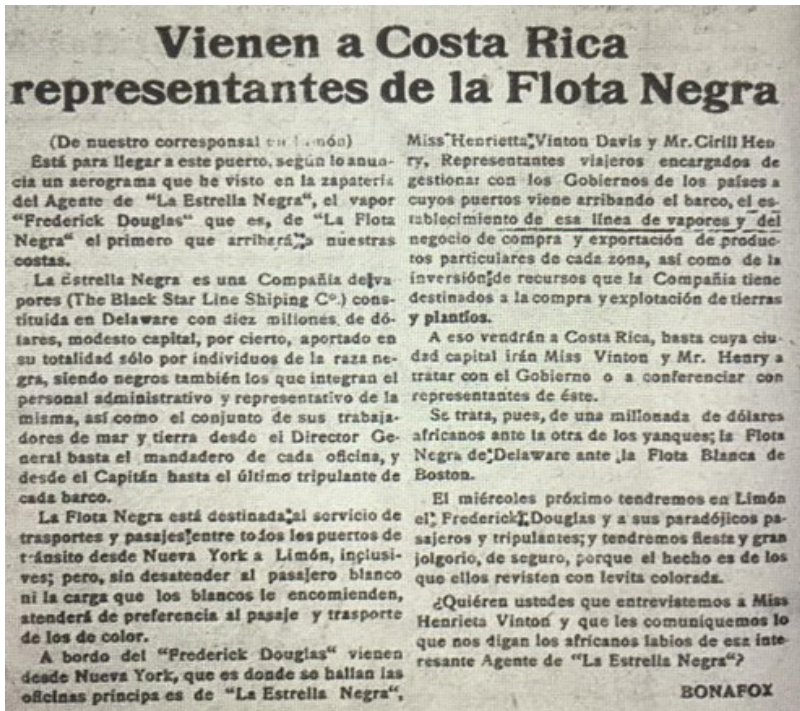 Vienen a Costa Rica
representantes de la Flota Negra
(De nuestro corresponsal en Limón)
Está para llegar a este puerto, según lo anun-
cia un aerograma que he visto en la zapatería
del Agente de "La Estrella Negra", el vapor
"Frederick Douglas" que es, de "La Flota
Negra" el primero que arribará a nuestras
costas.
La Estrella Negra es una Compañía de va
pores (The Black Star Line Shiping Cº.) cons-
tituida en Delaware con diez millones de dó-
lares, modesto capital, por cierto, aportado en
su totalidad sólo por individuos de la raza ne-
gra, siendo negros también los que integran el
personal administrativo y representativo de la
misma, así como el conjunto de sus trabaja-
dores de mar y tierra desde el Director Ge-
neral hasta el mandadero de cada oficina, y
desde el Capitán hasta el último tripulante de
cada barco.
La Flota Negra está destinada al servicio de
trasportes y pasajes entre todos los puertos de
tránsito desde Nueva York a Limón, inclusi-
ves; pero, sin desatender al pasajero blanco
ni la carga que los blancos le encomienden,
atenderá de preferencia al pasaje y trasporte
de los de color.
A bordo del "Frederick Douglas" vienen
desde Nueva York, que es donde se hallan las
oficinas principa es de "La Estrella Negra",
Miss Henrietta Vinton Davis y Mr. Cirill Hen
ry, Representantes viajeros encargados de
gestionar con los Gobiernos de los países a
cuyos puertos viene arribando el barco, el es-
tablecimiento de esa línea de vapores y del
negocio de compra y exportación de produc-
tos particulares de cada zona, así como de la
inversión de recursos que la Compañía tiene
destinados a la compra y explotación de tierras
y plantíos.
A eso vendrán a Costa Rica, hasta cuya ciu-
dad capital irán Miss Vinton y Mr. Henry a
tratar con el Gobierno o a conferenciar con
representantes de éste.
Se trata, pues, de una millonada de dólares
africanos ante la otra de los yanques; la Flota
Negra de Delaware ante la Flota Blanca de
Boston.
El miércoles próximo tendremos en Limón
el Frederick Douglas y a sus paradójicos pa-
sajeros y tripulantes; y tendremos fiesta y gran
jolgorio, de seguro, porque el hecho es de los
que ellos revisten con levita colorada.
¿Quiéren ustedes que entrevistemos a Miss
Henrieta Vinton y que les comuniquemos lo
que nos digan los africanos labios de esa inte-
resante Agente de "La Estrella Negra"?
BONAFOX